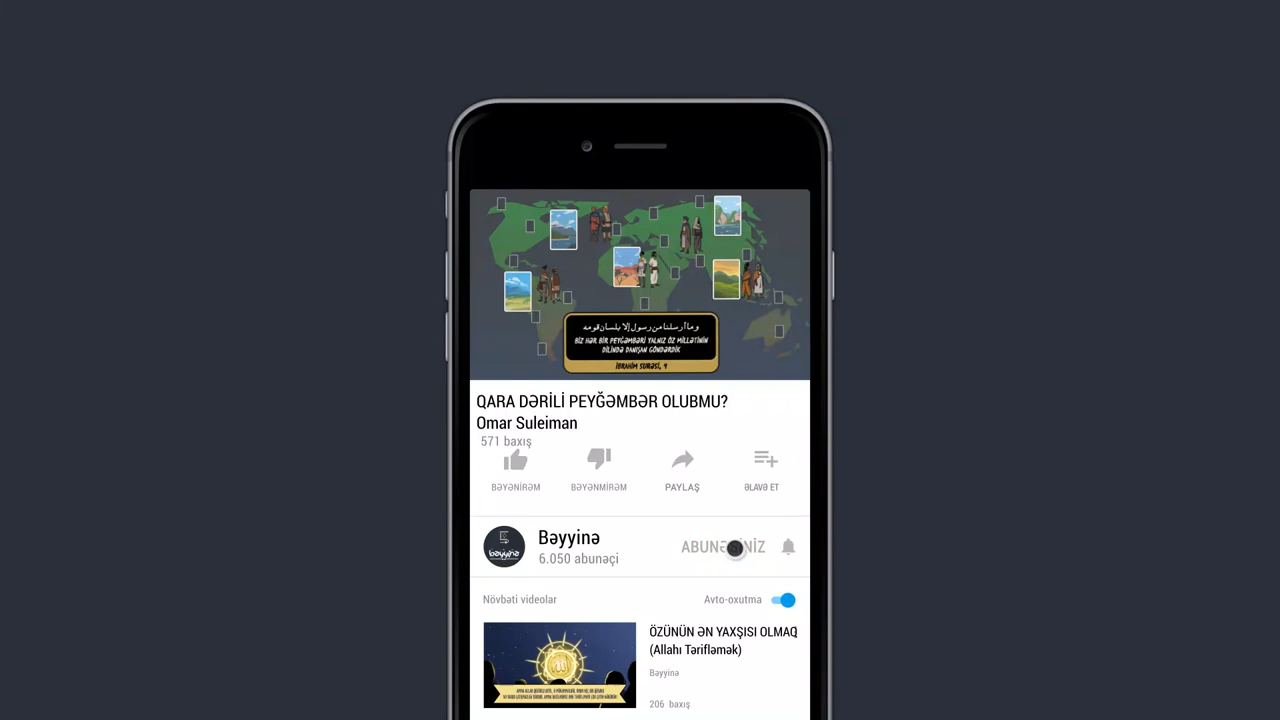 وما أرسلنا من رسول إلا بلسان قومه
BİZ HƏR BİR PEYĞƏMBƏRİ YALNIZ ÖZ MİLLƏTİNİN
DİLİNDƏ DANIŞAN GÖNDƏRDİK
İBRAHİM SURƏSİ, 4
QARA DƏRİLİ PEYĞƏMBƏR OLUBMU?
Omar Suleiman
571 baxış
BƏYƏNİRƏM
BƏYƏNMİRƏM
PAYLAŞ
ƏLAVƏ ET
bəyyinə
Bəyyinə
6.050 abunəçi
ABUNƏSİNİZ
Növbəti videolar
Avto-oxutma
ÖZÜNÜN ƏN YAXŞISI OLMAQ
(Allahı Tərifləmək)
Bəyyinə
206 baxış